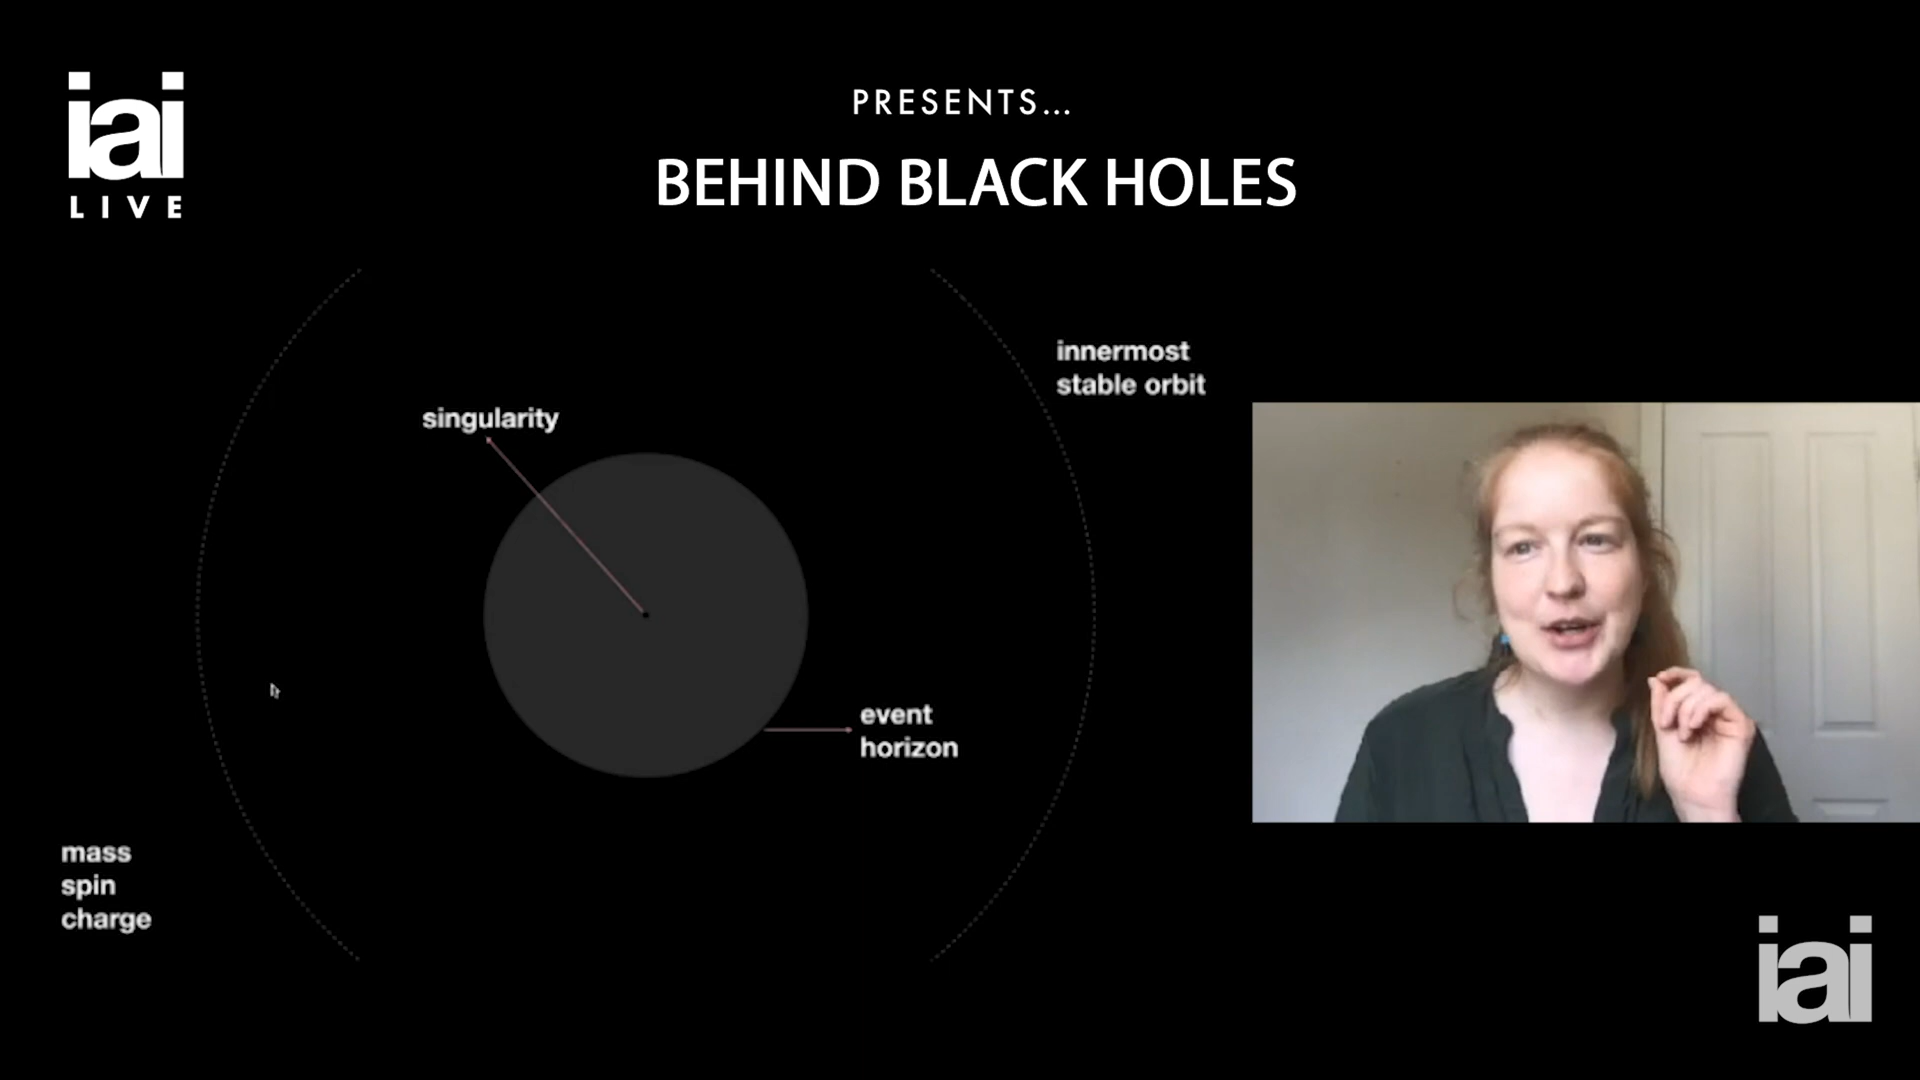 iai
LIVE
PRESENTS...
BEHIND BLACK HOLES
innermost
stable orbit
singularity
event
horizon
mass
spin
charge
iai